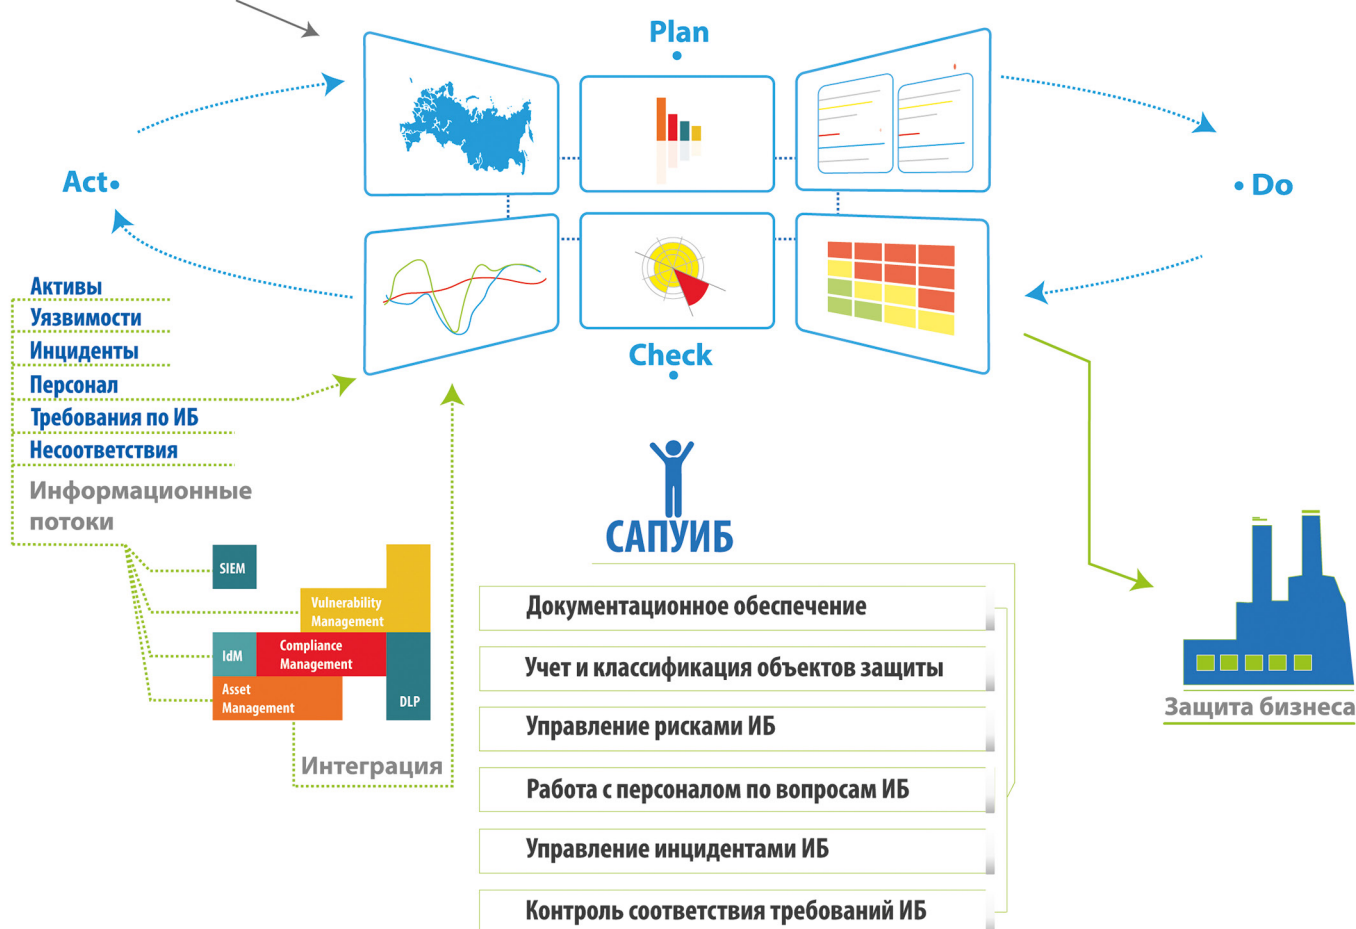 Plan
Act
Do
Check
Активы
Уязвимости
Инциденты
Персонал
Требования по ИБ
Несоответствия
Информационные
потоки
SIEM
Vulnerability
Management
IdM
Compliance
Management
Asset
Management
DLP
Интеграция
САПУИБ
Документационное обеспечение
Учет и классификация объектов защиты
Управление рисками ИБ
Работа с персоналом по вопросам ИБ
Управление инцидентами ИБ
Контроль соответствия требований ИБ
Защита бизнеса